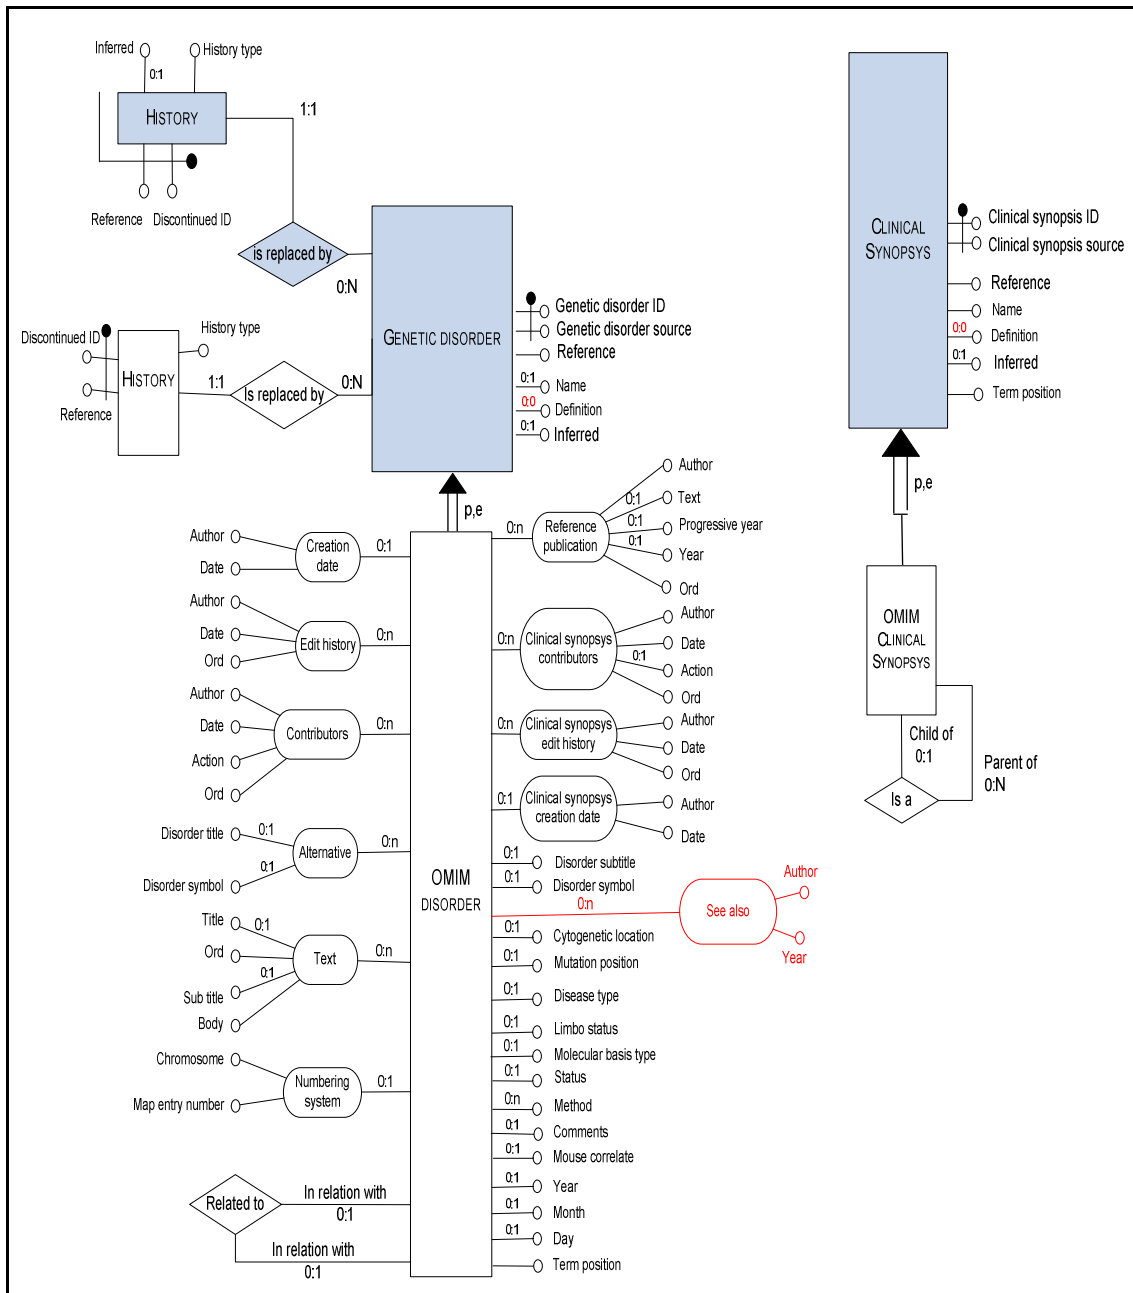 Inferred
History type
0:1
HISTORY
1:1
Reference
Discontinued ID
is replaced by
0:N
GENETIC DISORDER
Genetic disorder ID
Genetic disorder source
Reference
0:1
Name
0:0
Definition
0:1
Inferred
Discontinued ID
History type
HISTORY
Reference
1:1
Is replaced by
0:N
CLINICAL
SYNOPSYS
Clinical synopsis ID
Clinical synopsis source
Reference
Name
0:0
Definition
0:1
Inferred
Term position
p,e
OMIM
CLINICAL
SYNOPSYS
Child of
0:1
Parent of
0:N
Is a
p,e
OMIM
DISORDER
Author
Date
Creation
date
0:1
Author
Date
Ord
Edit history
0:n
Author
Date
Action
Ord
Contributors
0:n
Disorder title
0:1
Disorder symbol
0:1
Alternative
0:n
Title
0:1
Ord
Sub title
0:1
Body
Text
0:n
Chromosome
Map entry number
Numbering
system
0:1
Related to
In relation with
0:1
In relation with
0:1
0:n
Reference
publication
Author
0:1
Text
0:1
Progressive year
0:1
Year
Ord
0:n
Clinical synopsys
contributors
Author
Date
0:1
Action
Ord
0:n
Clinical synopsys
edit history
Author
Date
Ord
0:1
Clinical synopsys
creation date
Author
Date
0:1
Disorder subtitle
0:1
Disorder symbol
0:n
See also
Author
Year
0:1
Cytogenetic location
0:1
Mutation position
0:1
Disease type
0:1
Limbo status
0:1
Molecular basis type
0:1
Status
0:n
Method
0:1
Comments
0:1
Mouse correlate
0:1
Year
0:1
Month
0:1
Day
Term position